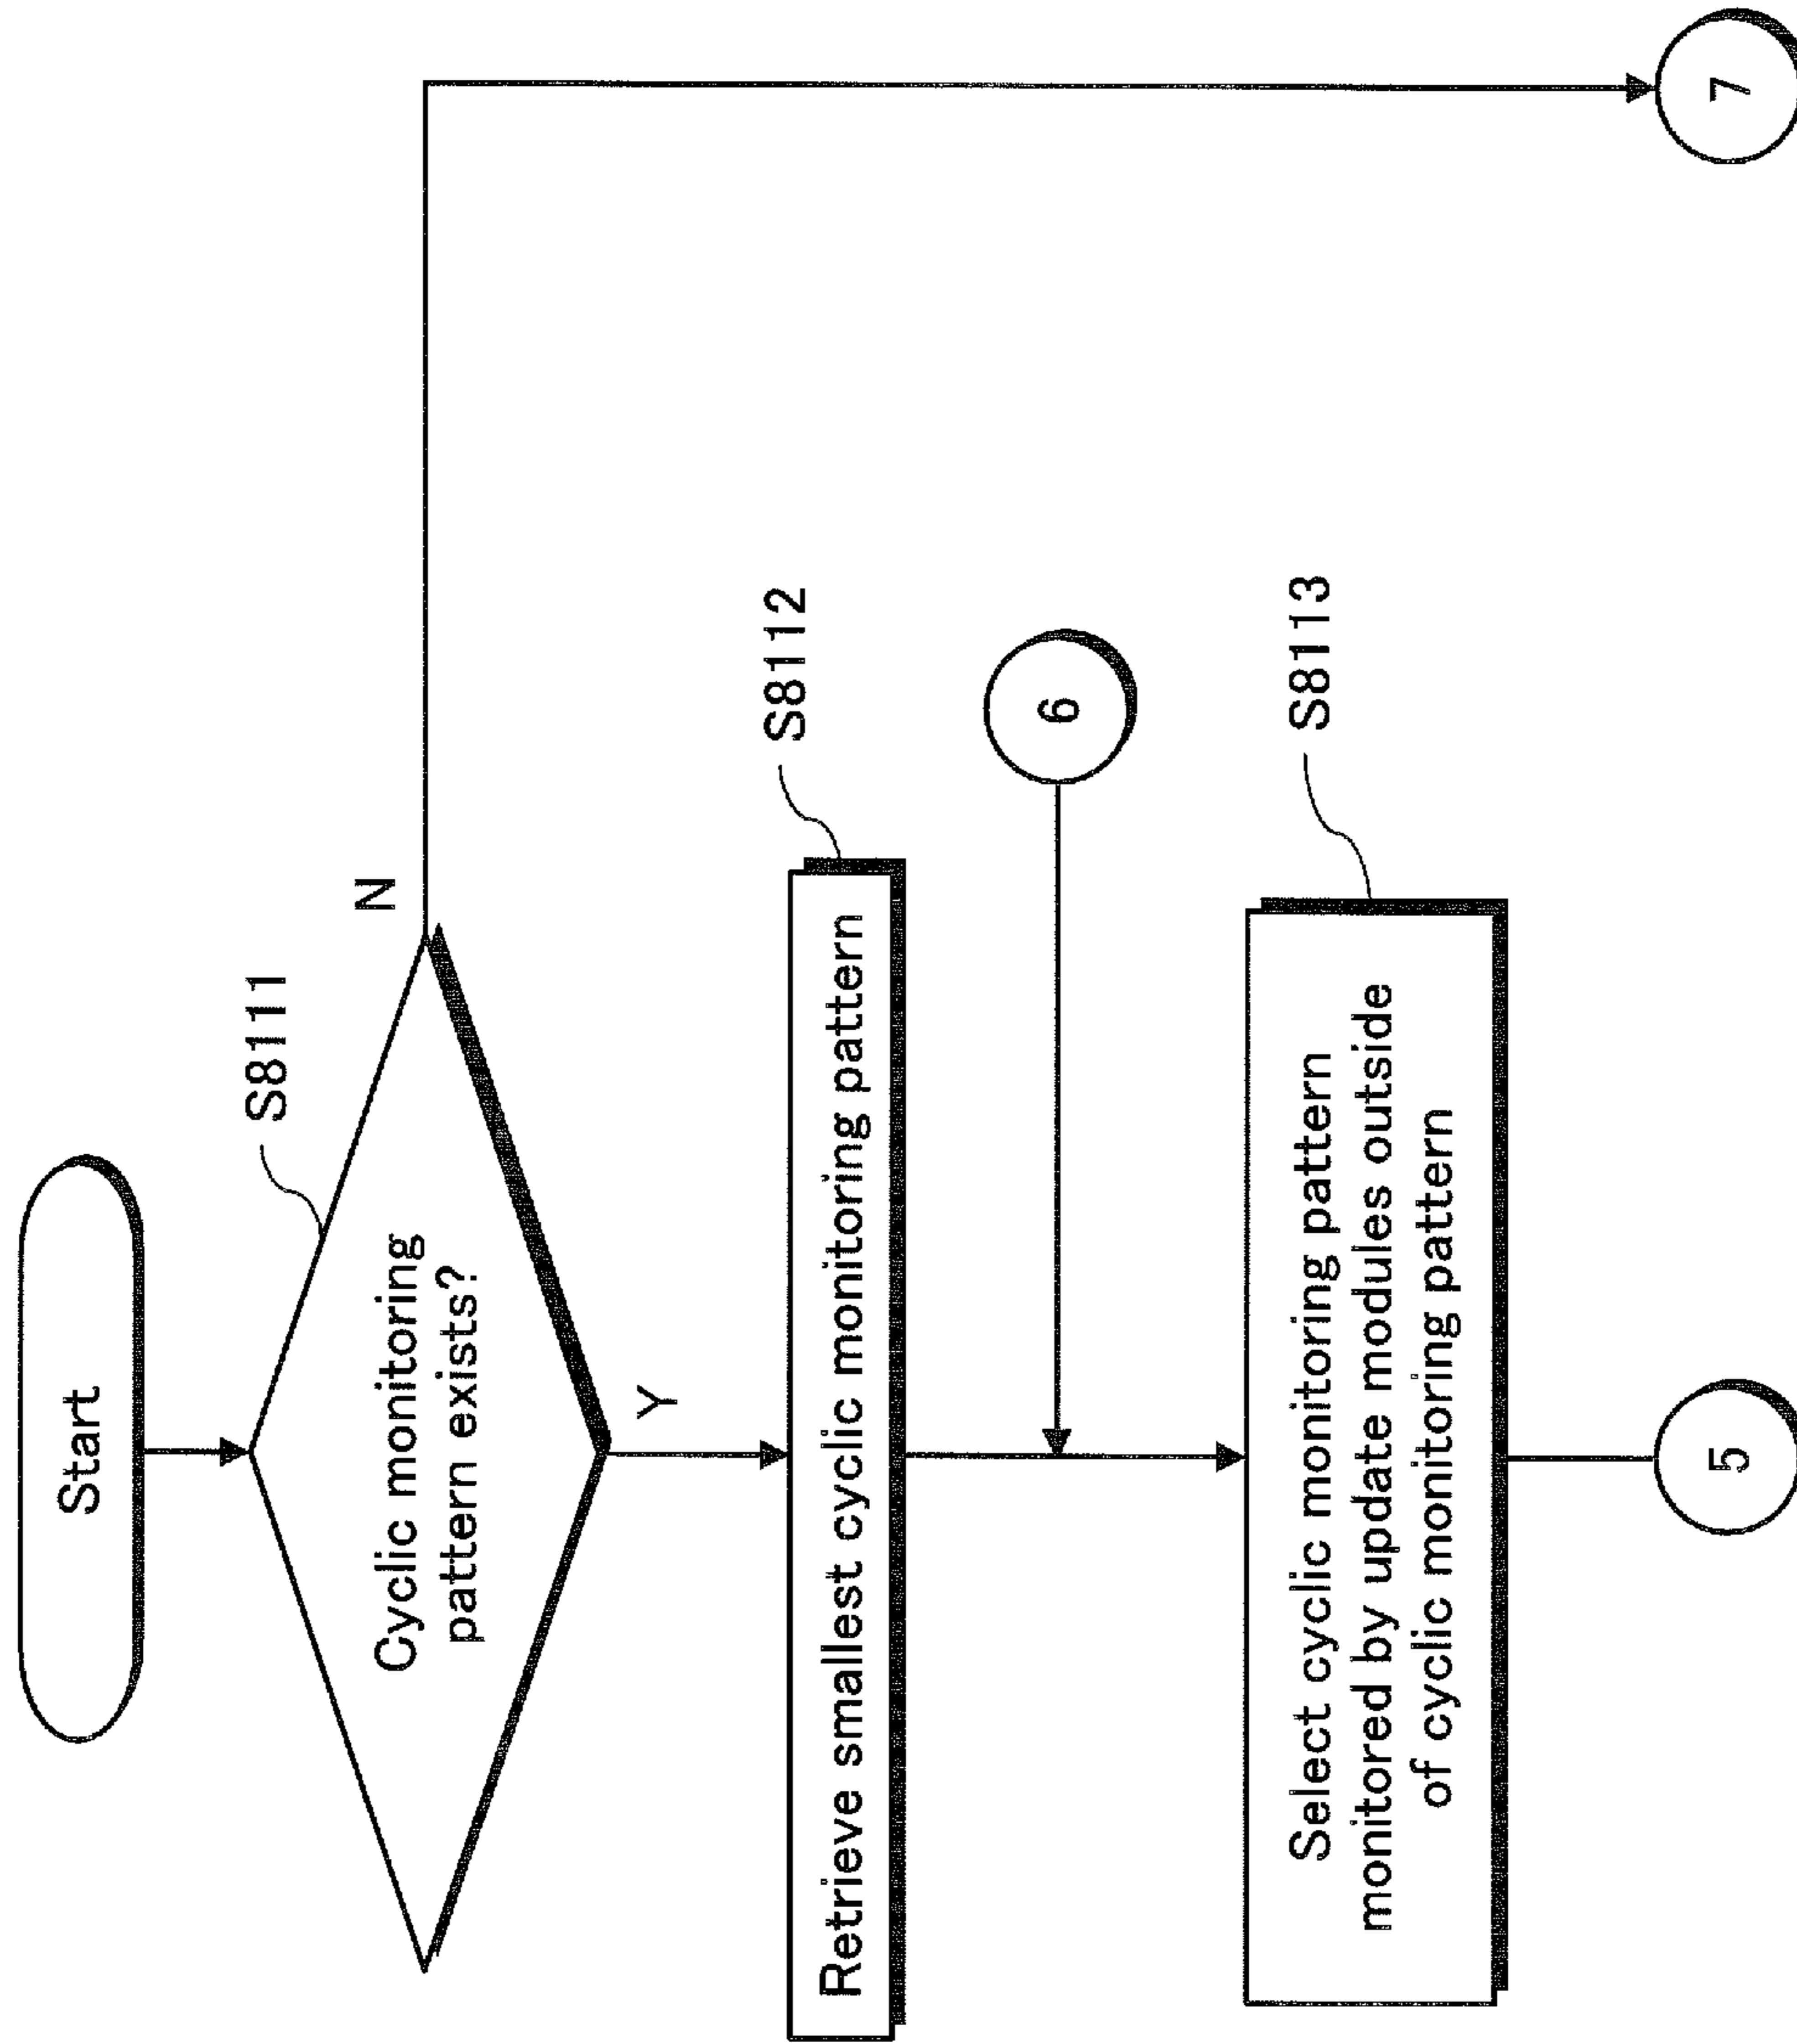 Start
S8111
Cyclic monitoring
pattern exists?
N
Y
S8112
Retrieve smallest cyclic monitoring pattern
6
S8113
Select cyclic monitoring pattern
monitored by update modules outside
of cyclic monitoring pattern
5
7